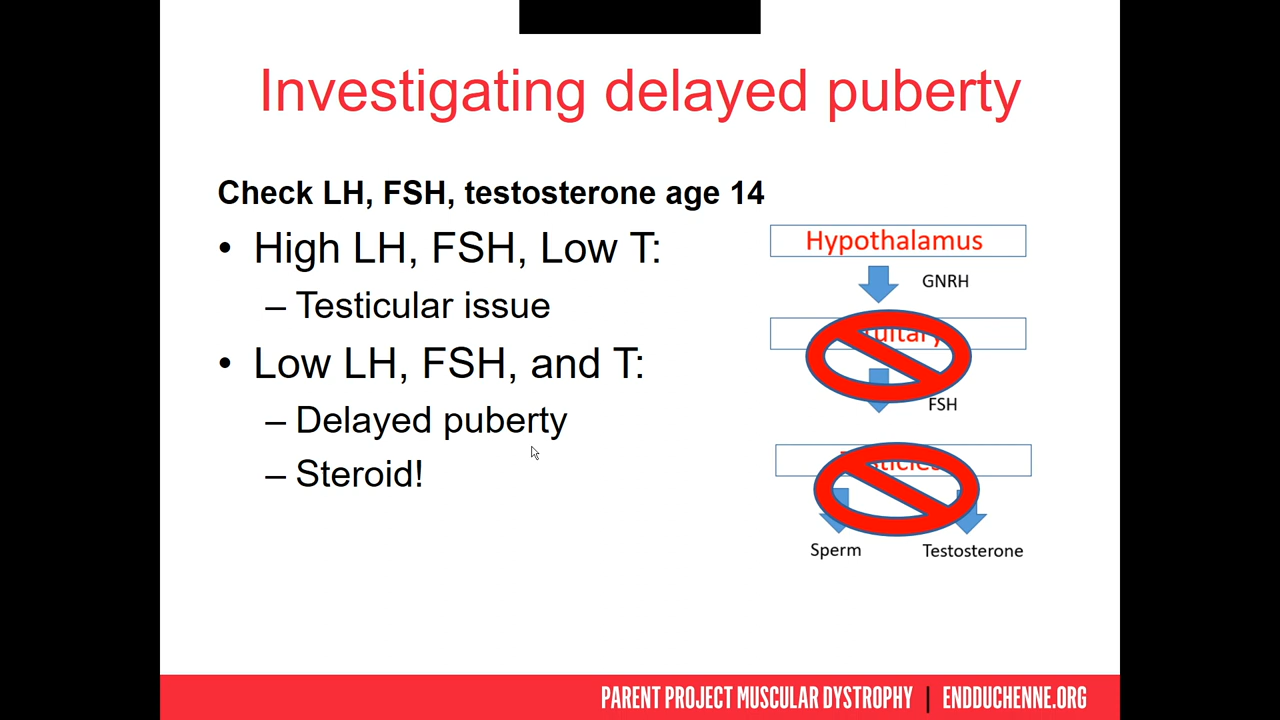 Investigating delayed puberty
Check LH, FSH, testosterone age 14
• High LH, FSH, Low T:
– Testicular issue
• Low LH, FSH, and T:
– Delayed puberty
– Steroid!
Hypothalamus
GNRH
FSH
Sperm
Testosterone
PARENT PROJECT MUSCULAR DYSTROPHY | ENDDUCHENNE.ORG